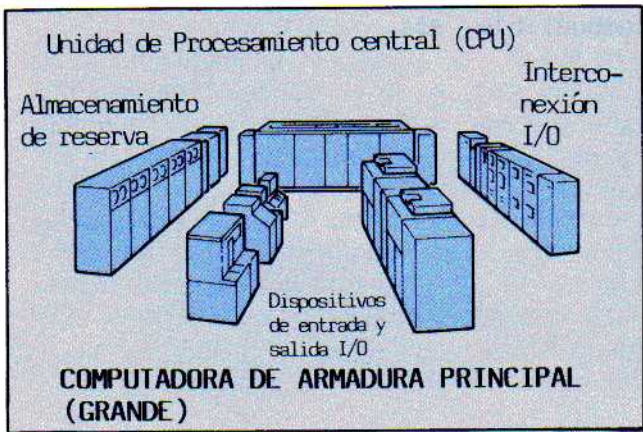 Unidad de Procesamiento central (CPU)
Almacenamiento
de reserva
Interco-
nexión
I/O
Dispositivos
de entrada y
salida I/O
COMPUTADORA DE ARMADURA PRINCIPAL
(GRANDE)